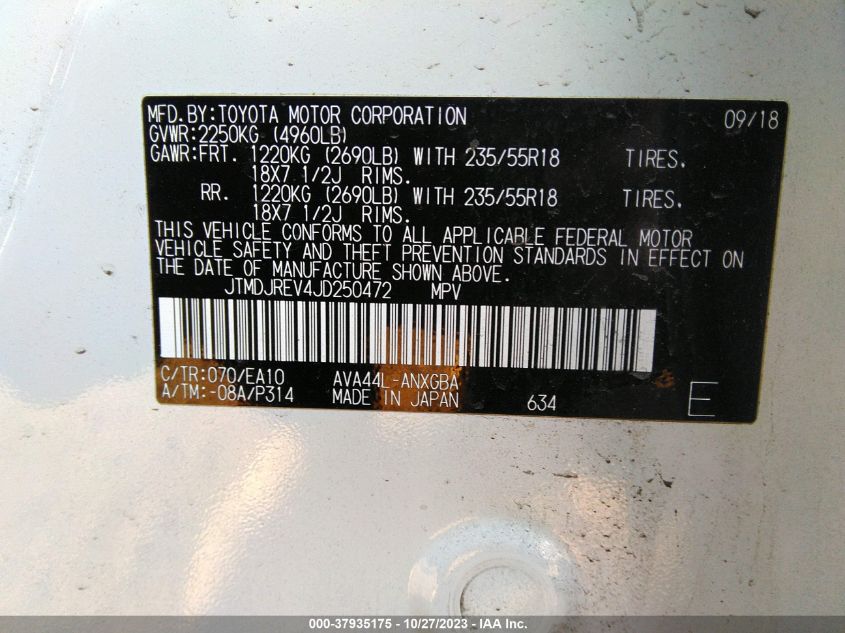 MFD.BY:TOYOTA MOTOR CORPORATION 09/18
GVWR:2250KG (4960LB)
GAWR:FRT. 1220KG (2690LB) WITH 235/55R18 TIRES.
18X7 1/2J RIMS.
RR. 1220KG (2690LB) WITH 235/55R18 TIRES.
18X7 1/2J RIMS.
THIS VEHICLE CONFORMS TO ALL APPLICABLE FEDERAL MOTOR
VEHICLE SAFETY AND THEFT PREVENTION STANDARDS IN EFFECT ON
THE DATE OF MANUFACTURE SHOWN ABOVE.
JTMDJREV4JD250472 MPV
C/TR:070/EA10 AVA44L-ANXGBA
A/TM:-08A/P314 MADE IN JAPAN 634 E
000-37935175 - 10/27/2023 - IAA Inc.